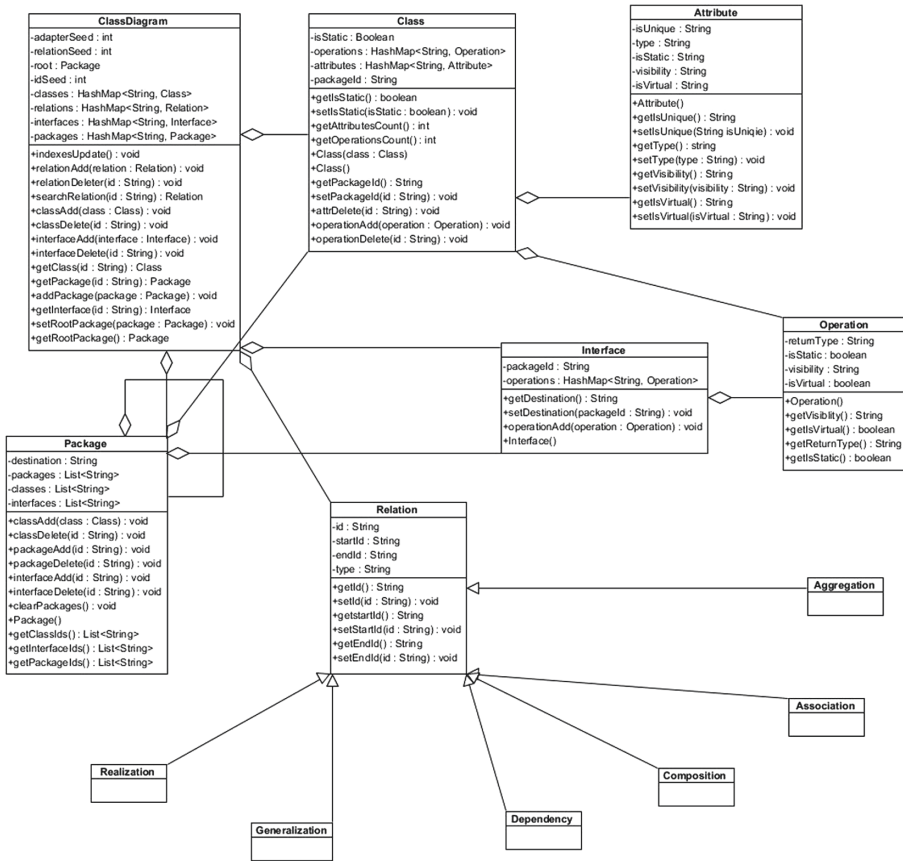 ClassDiagram
-adapterSeed : int
-relationSeed : int
-root : Package
-idSeed : int
-classes : HashMap<String, Class>
-relations : HashMap<String, Relation>
-interfaces : HashMap<String, Interface>
-packages : HashMap<String, Package>
+indexesUpdate() : void
+relationAdd(relation : Relation) : void
+relationDeleter(id : String) : void
+searchRelation(id : String) : Relation
+classAdd(class : Class) : void
+classDelete(id : String) : void
+interfaceAdd(interface : Interface) : void
+interfaceDelete(id : String) : void
+getClass(id : String) : Class
+getPackage(id : String) : Package
+addPackage(package : Package) : void
+getInterface(id : String) : Interface
+setRootPackage(package : Package) : void
+getRootPackage() : Package
Class
-isStatic : Boolean
-operations : HashMap<String, Operation>
-attributes : HashMap<String, Attribute>
-packageId : String
+getIsStatic() : boolean
+setIsStatic(isStatic : boolean) : void
+getAttributesCount() : int
+getOperationsCount() : int
+Class(class : Class)
+Class()
+getPackageId() : String
+setPackageId(id : String) : void
+attrDelete(id : String) : void
+operationAdd(operation : Operation) : void
+operationDelete(id : String) : void
Attribute
-isUnique : String
-type : String
-isStatic : String
-visibility : String
-isVirtual : String
+Attribute()
+getIsUnique() : String
+setIsUnique(String isUniqie) : void
+getType() : string
+setType(type : String) : void
+getVisibility() : String
+setVisibility(visibility : String) : void
+getIsVirtual() : String
+setIsVirtual(isVirtual : String) : void
Operation
-returnType : String
-isStatic : boolean
-visibility : String
-isVirtual : boolean
+Operation()
+getVisiblity() : String
+getIsVirtual() : boolean
+getReturnType() : String
+getIsStatic() : boolean
Interface
-packageId : String
-operations : HashMap<String, Operation>
+getDestination() : String
+setDestination(packageId : String) : void
+operationAdd(operation : Operation) : void
+Interface()
Package
-destination : String
-packages : List<String>
-classes : List<String>
-interfaces : List<String>
+classAdd(class : Class) : void
+classDelete(id : String) : void
+packageAdd(id : String) : void
+packageDelete(id : String) : void
+interfaceAdd(id : String) : void
+interfaceDelete(id : String) : void
+clearPackages() : void
+Package()
+getClassIds() : List<String>
+getInterfaceIds() : List<String>
+getPackageIds() : List<String>
Relation
-id : String
-startId : String
-endId : String
-type : String
+getId() : String
+setId(id : String) : void
+getstartId() : String
+setStartId(id : String) : void
+getEndId() : String
+setEndId(id : String) : void
Aggregation
Association
Realization
Composition
Dependency
Generalization